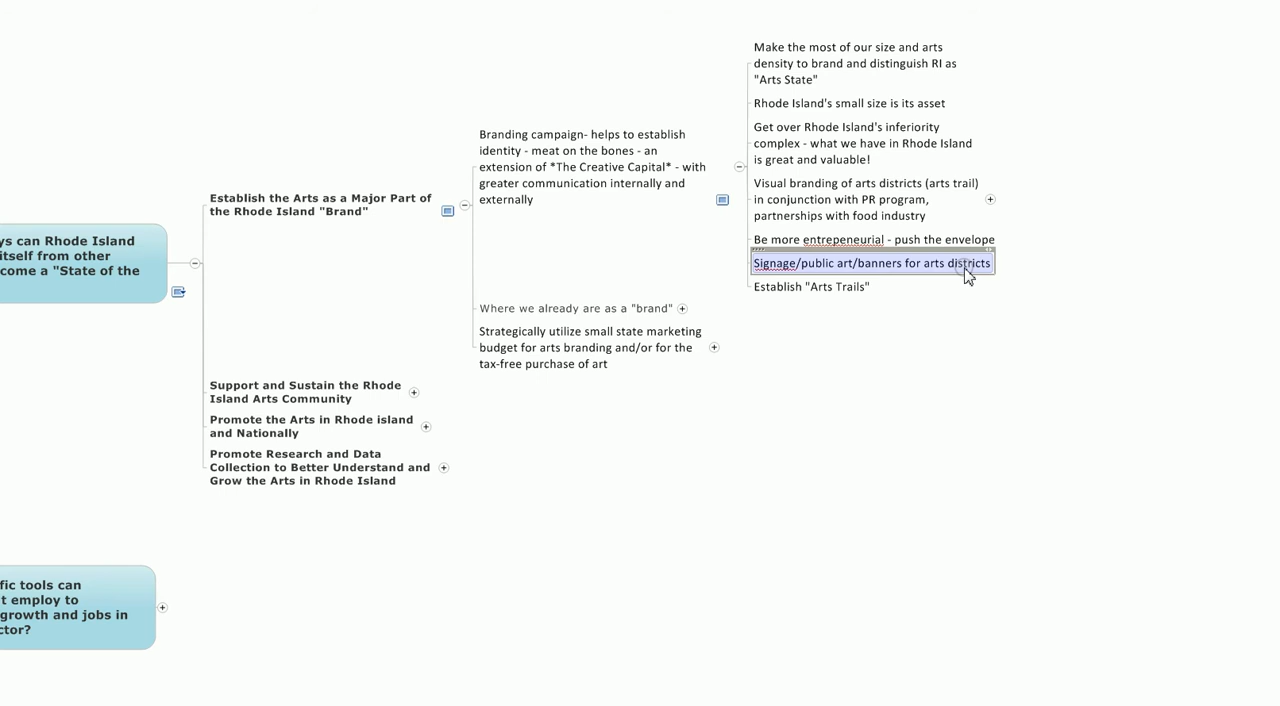 ys can Rhode Island
itself from other
come a "State of the
Establish the Arts as a Major Part of
the Rhode Island "Brand"
Branding campaign- helps to establish
identity - meat on the bones - an
extension of *The Creative Capital* - with
greater communication internally and
externally
Make the most of our size and arts
density to brand and distinguish RI as
"Arts State"
Rhode Island's small size is its asset
Get over Rhode Island's inferiority
complex - what we have in Rhode Island
is great and valuable!
Visual branding of arts districts (arts trail)
in conjunction with PR program,
partnerships with food industry
Be more entrepeneurial - push the envelope
Signage/public art/banners for arts districts
Establish "Arts Trails"
Where we already are as a "brand"
Strategically utilize small state marketing
budget for arts branding and/or for the
tax-free purchase of art
Support and Sustain the Rhode
Island Arts Community
Promote the Arts in Rhode island
and Nationally
Promote Research and Data
Collection to Better Understand and
Grow the Arts in Rhode Island
fic tools can
t employ to
growth and jobs in
ctor?